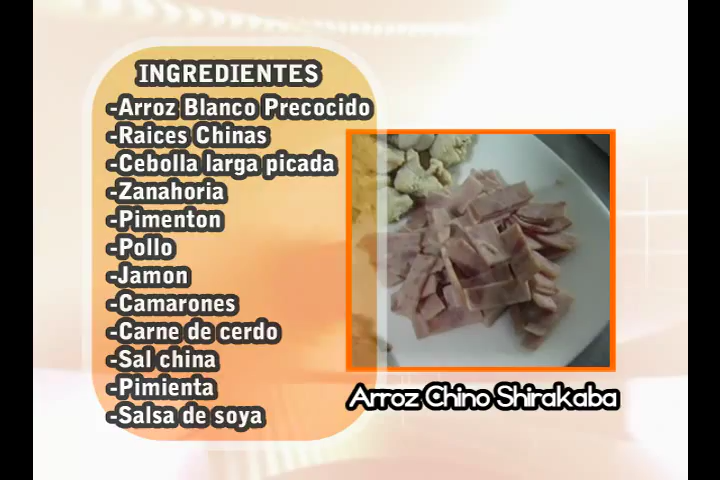 INGREDIENTES
-Arroz Blanco Precocido
-Raices Chinas
-Cebolla larga picada
-Zanahoria
-Pimenton
-Pollo
-Jamon
-Camarones
-Carne de cerdo
-Sal china
-Pimienta
-Salsa de soya
Arroz Chino Shirakaba